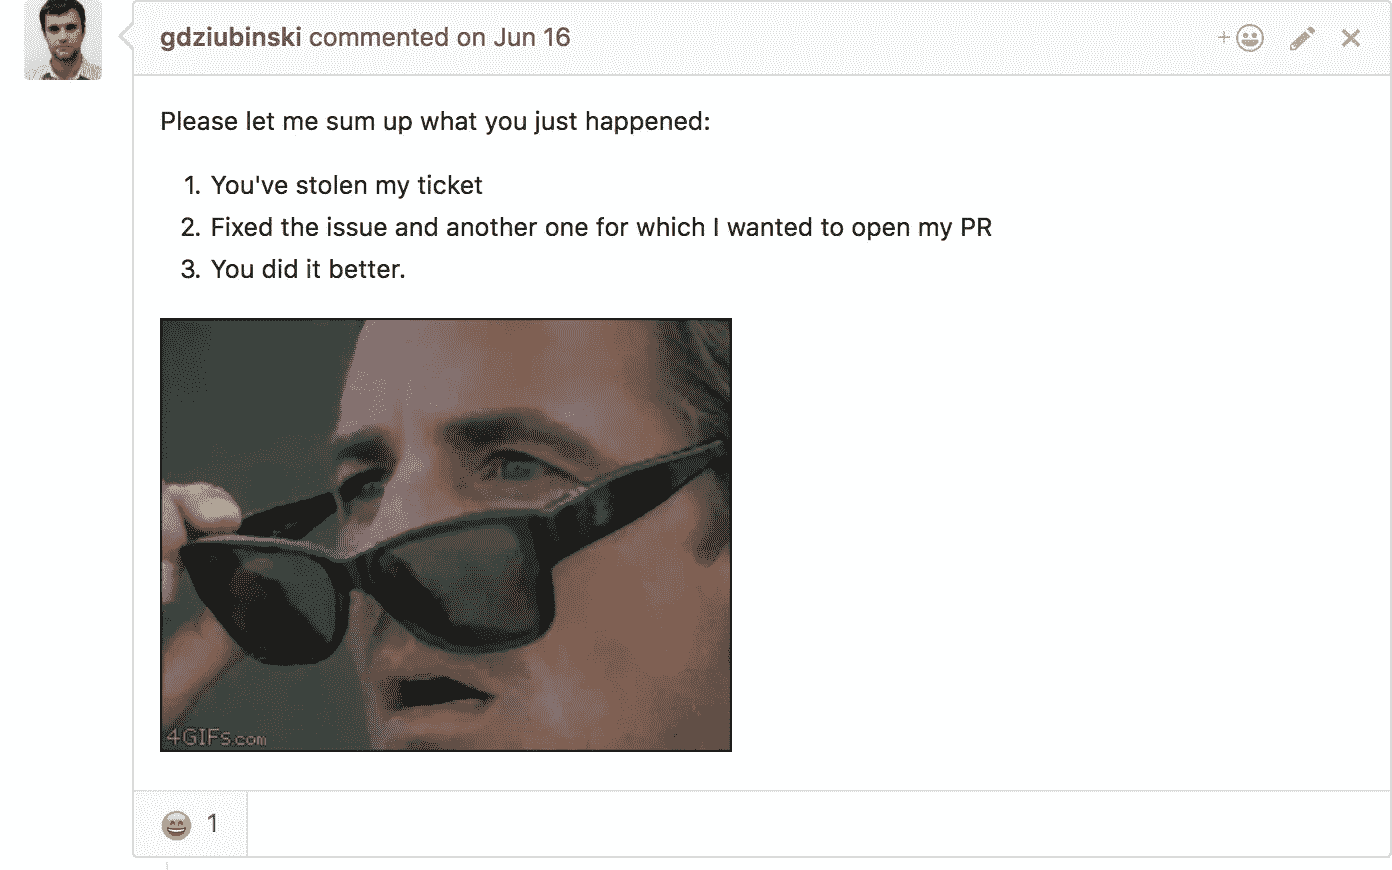 gdziubinski commented on Jun 16
Please let me sum up what you just happened:
1. You've stolen my ticket
2. Fixed the issue and another one for which I wanted to open my PR
3. You did it better.
4GIFs.com
1